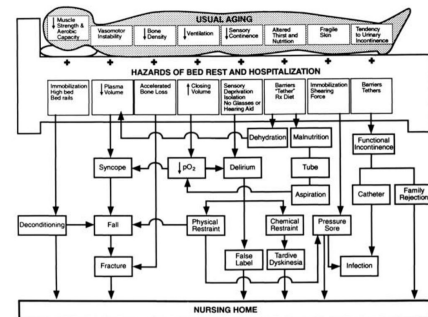 USUAL AGING
↓ Muscle
Strength &
Aerobic
Capacity
Vasomotor
Instability
↓ Bone
Density
↓ Ventilation
↓ Sensory
Continence
Altered
Thirst and
Nutrition
Fragile
Skin
Tendency
to Urinary
Incontinence
+ + + + + + + +
HAZARDS OF BED REST AND HOSPITALIZATION
Immobilization
High bed
Bed rails
↓ Plasma
Volume
Accelerated
Bone Loss
↑ Closing
Volume
Sensory
Deprivation
Isolation
No Glasses or
Hearing Aid
Barriers
"Tether"
Rx Diet
Immobilization
Shearing
Force
Barriers
Tethers
Dehydration
Malnutrition
Functional
Incontinence
Syncope
↓ pO2
Delirium
Tube
Aspiration
Catheter
Family
Rejection
Deconditioning
Fall
Physical
Restraint
Chemical
Restraint
Pressure
Sore
Fracture
False
Label
Tardive
Dyskinesia
Infection
NURSING HOME